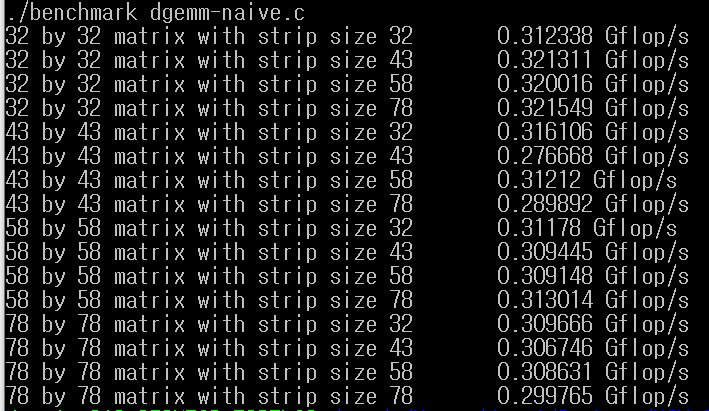 ./benchmark dgemm-naive.c
32 by 32 matrix with strip size 32 0.312338 Gflop/s
32 by 32 matrix with strip size 43 0.321311 Gflop/s
32 by 32 matrix with strip size 58 0.320016 Gflop/s
32 by 32 matrix with strip size 78 0.321549 Gflop/s
43 by 43 matrix with strip size 32 0.316106 Gflop/s
43 by 43 matrix with strip size 43 0.276668 Gflop/s
43 by 43 matrix with strip size 58 0.31212 Gflop/s
43 by 43 matrix with strip size 78 0.289892 Gflop/s
58 by 58 matrix with strip size 32 0.31178 Gflop/s
58 by 58 matrix with strip size 43 0.309445 Gflop/s
58 by 58 matrix with strip size 58 0.309148 Gflop/s
58 by 58 matrix with strip size 78 0.313014 Gflop/s
78 by 78 matrix with strip size 32 0.309666 Gflop/s
78 by 78 matrix with strip size 43 0.306746 Gflop/s
78 by 78 matrix with strip size 58 0.308631 Gflop/s
78 by 78 matrix with strip size 78 0.299765 Gflop/s